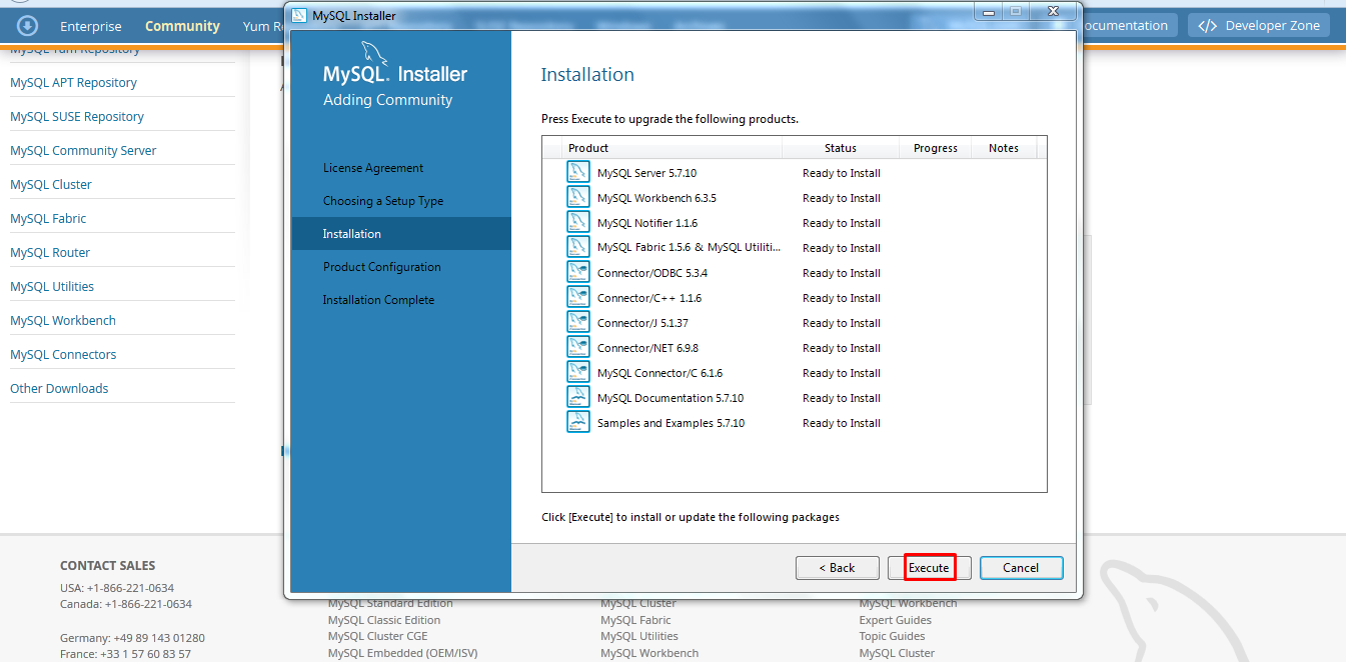 MySQL Installer
Enterprise
Community
Yum R
ocumentation
</> Developer Zone
MySQL Yum Repository
MySQL APT Repository
MySQL SUSE Repository
MySQL Community Server
MySQL Cluster
MySQL Fabric
MySQL Router
MySQL Utilities
MySQL Workbench
MySQL Connectors
Other Downloads
MySQL. Installer
Adding Community
License Agreement
Choosing a Setup Type
Installation
Product Configuration
Installation Complete
Installation
Press Execute to upgrade the following products.
Product Status Progress Notes
MySQL Server 5.7.10 Ready to Install
MySQL Workbench 6.3.5 Ready to Install
MySQL Notifier 1.1.6 Ready to Install
MySQL Fabric 1.5.6 & MySQL Utiliti... Ready to Install
Connector/ODBC 5.3.4 Ready to Install
Connector/C++ 1.1.6 Ready to Install
Connector/J 5.1.37 Ready to Install
Connector/NET 6.9.8 Ready to Install
MySQL Connector/C 6.1.6 Ready to Install
MySQL Documentation 5.7.10 Ready to Install
Samples and Examples 5.7.10 Ready to Install
Click [Execute] to install or update the following packages
< Back
Execute
Cancel
CONTACT SALES
USA: +1-866-221-0634
Canada: +1-866-221-0634
Germany: +49 89 143 01280
France: +33 1 57 60 83 57
MySQL Standard Edition
MySQL Classic Edition
MySQL Cluster CGE
MySQL Embedded (OEM/ISV)
MySQL Cluster
MySQL Fabric
MySQL Utilities
MySQL Workbench
MySQL Workbench
Expert Guides
Topic Guides
MySQL Cluster